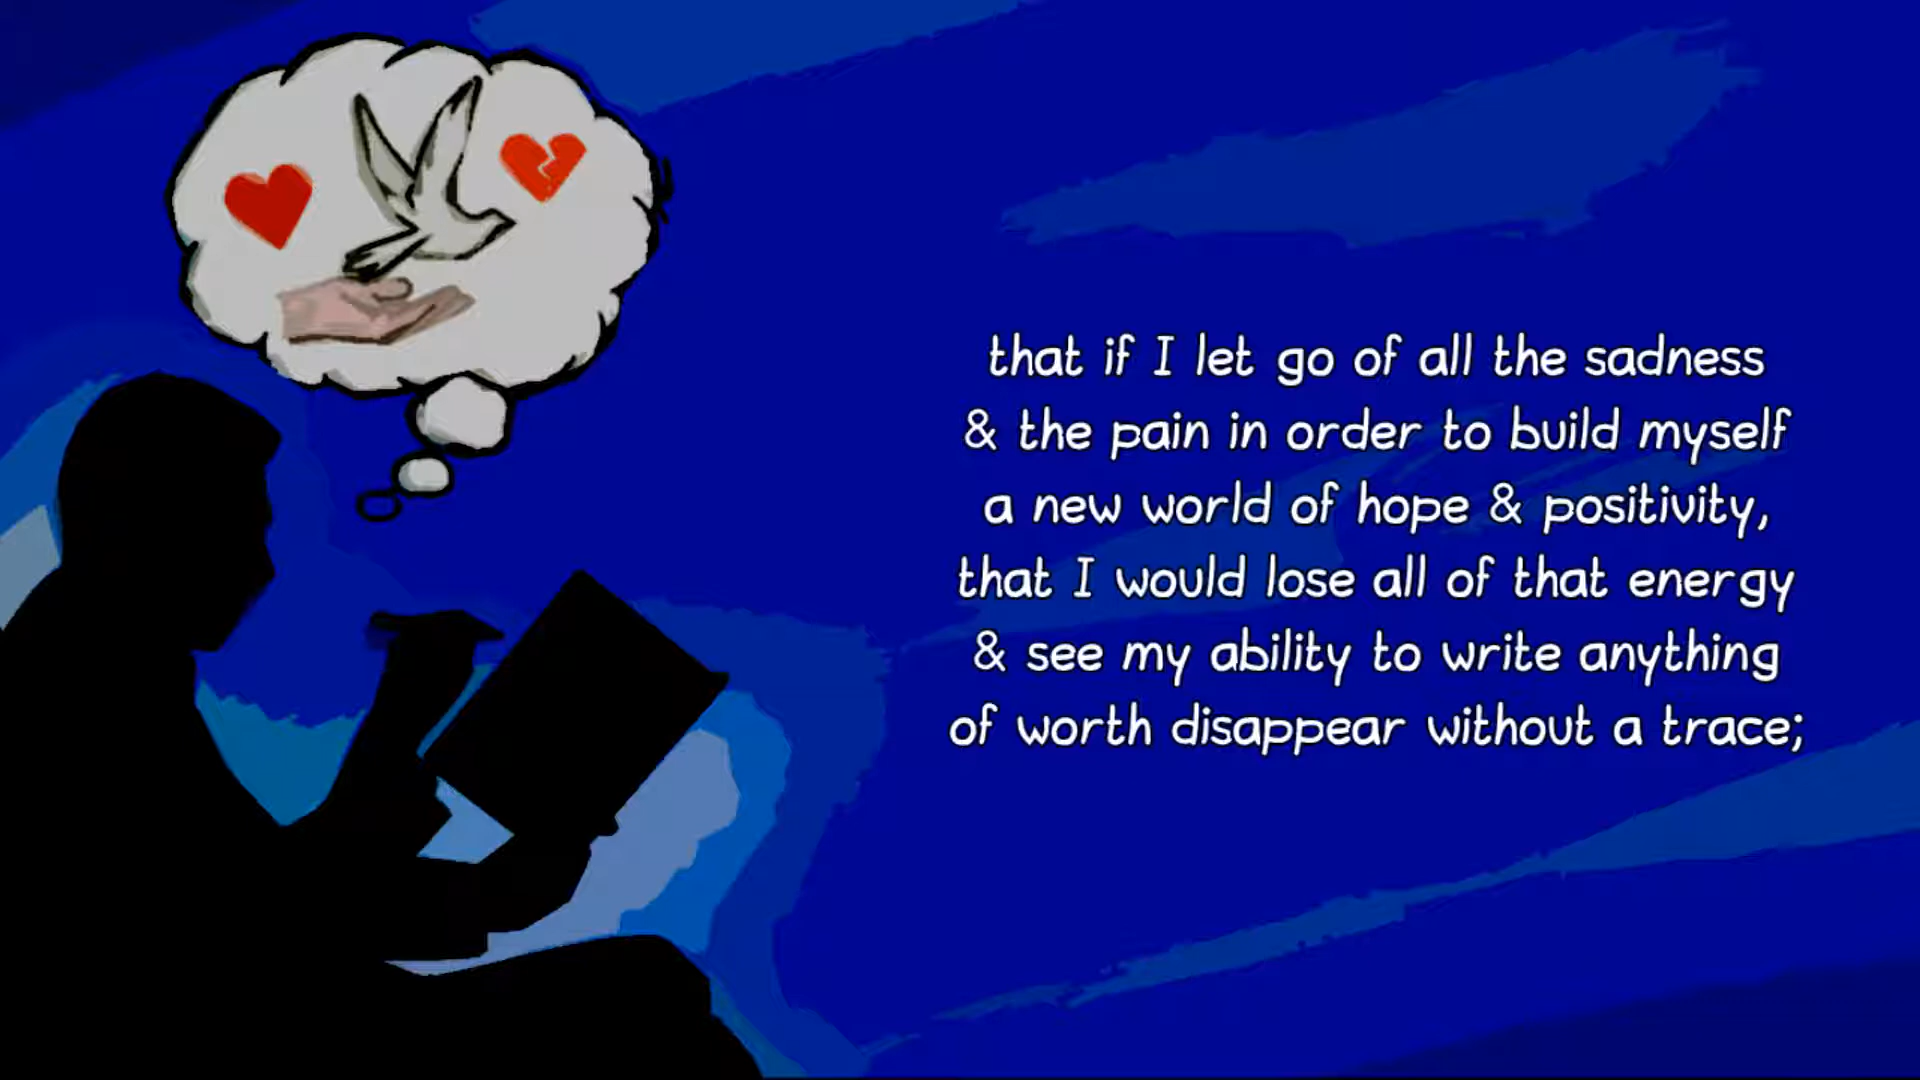 that if I let go of all the sadness
& the pain in order to build myself
a new world of hope & positivity,
that I would lose all of that energy
& see my ability to write anything
of worth disappear without a trace;